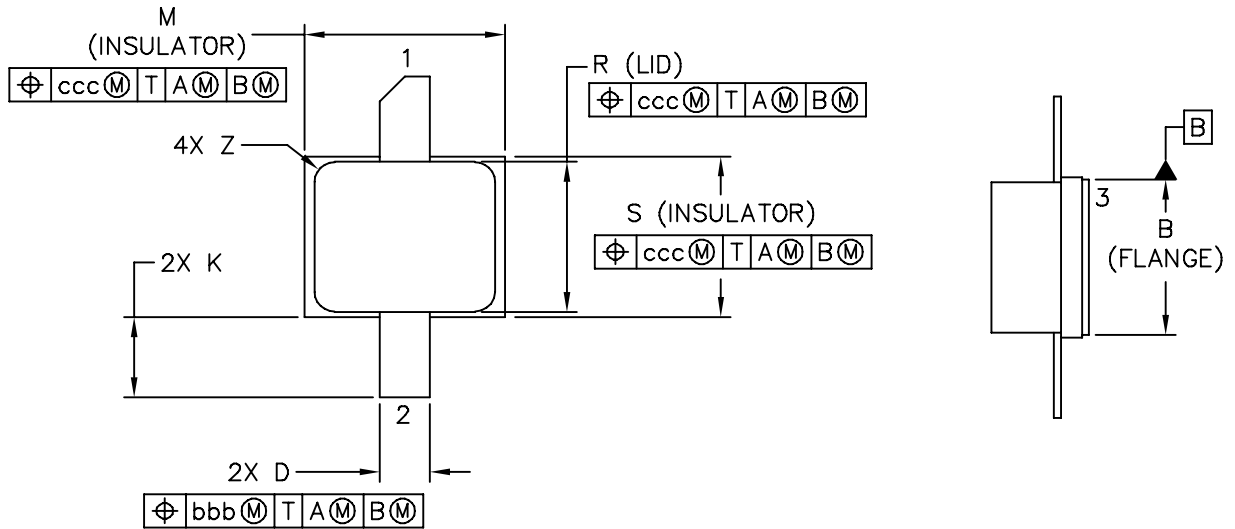 M
(INSULATOR)
⌖ ccc Ⓜ T A Ⓜ B Ⓜ
1
R (LID)
⌖ ccc Ⓜ T A Ⓜ B Ⓜ
4X Z
B
3
S (INSULATOR)
⌖ ccc Ⓜ T A Ⓜ B Ⓜ
B
(FLANGE)
2X K
2
2X D
⌖ bbb Ⓜ T A Ⓜ B Ⓜ